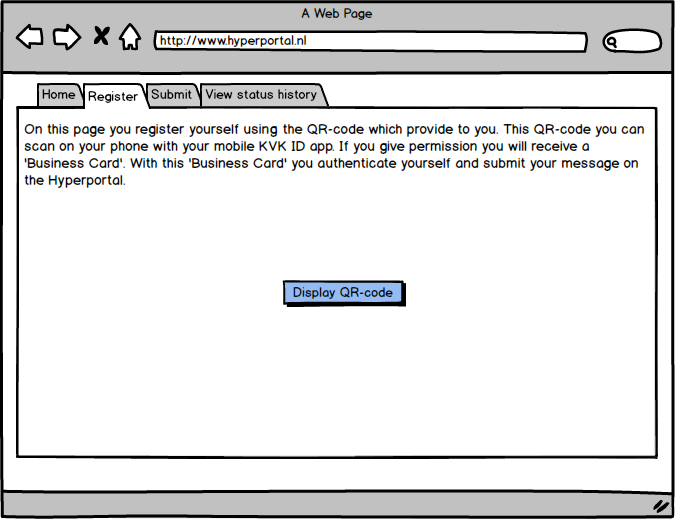 A Web Page
http://www.hyperportal.nl
Home Register Submit View status history
On this page you register yourself using the QR-code which provide to you. This QR-code you can
scan on your phone with your mobile KVK ID app. If you give permission you will receive a
'Business Card'. With this 'Business Card' you authenticate yourself and submit your message on
the Hyperportal.
Display QR-code